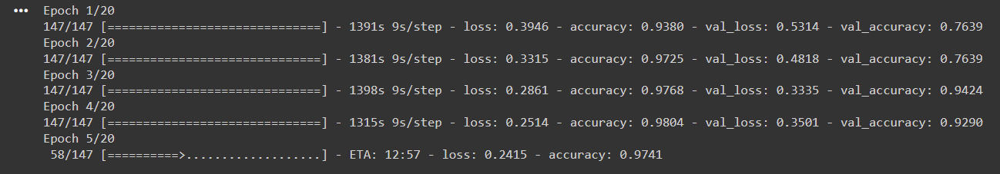 ••• Epoch 1/20
147/147 [==============================] - 1391s 9s/step - loss: 0.3946 - accuracy: 0.9380 - val_loss: 0.5314 - val_accuracy: 0.7639
Epoch 2/20
147/147 [==============================] - 1381s 9s/step - loss: 0.3315 - accuracy: 0.9725 - val_loss: 0.4818 - val_accuracy: 0.7639
Epoch 3/20
147/147 [==============================] - 1398s 9s/step - loss: 0.2861 - accuracy: 0.9768 - val_loss: 0.3335 - val_accuracy: 0.9424
Epoch 4/20
147/147 [==============================] - 1315s 9s/step - loss: 0.2514 - accuracy: 0.9804 - val_loss: 0.3501 - val_accuracy: 0.9290
Epoch 5/20
58/147 [==========>...................] - ETA: 12:57 - loss: 0.2415 - accuracy: 0.9741